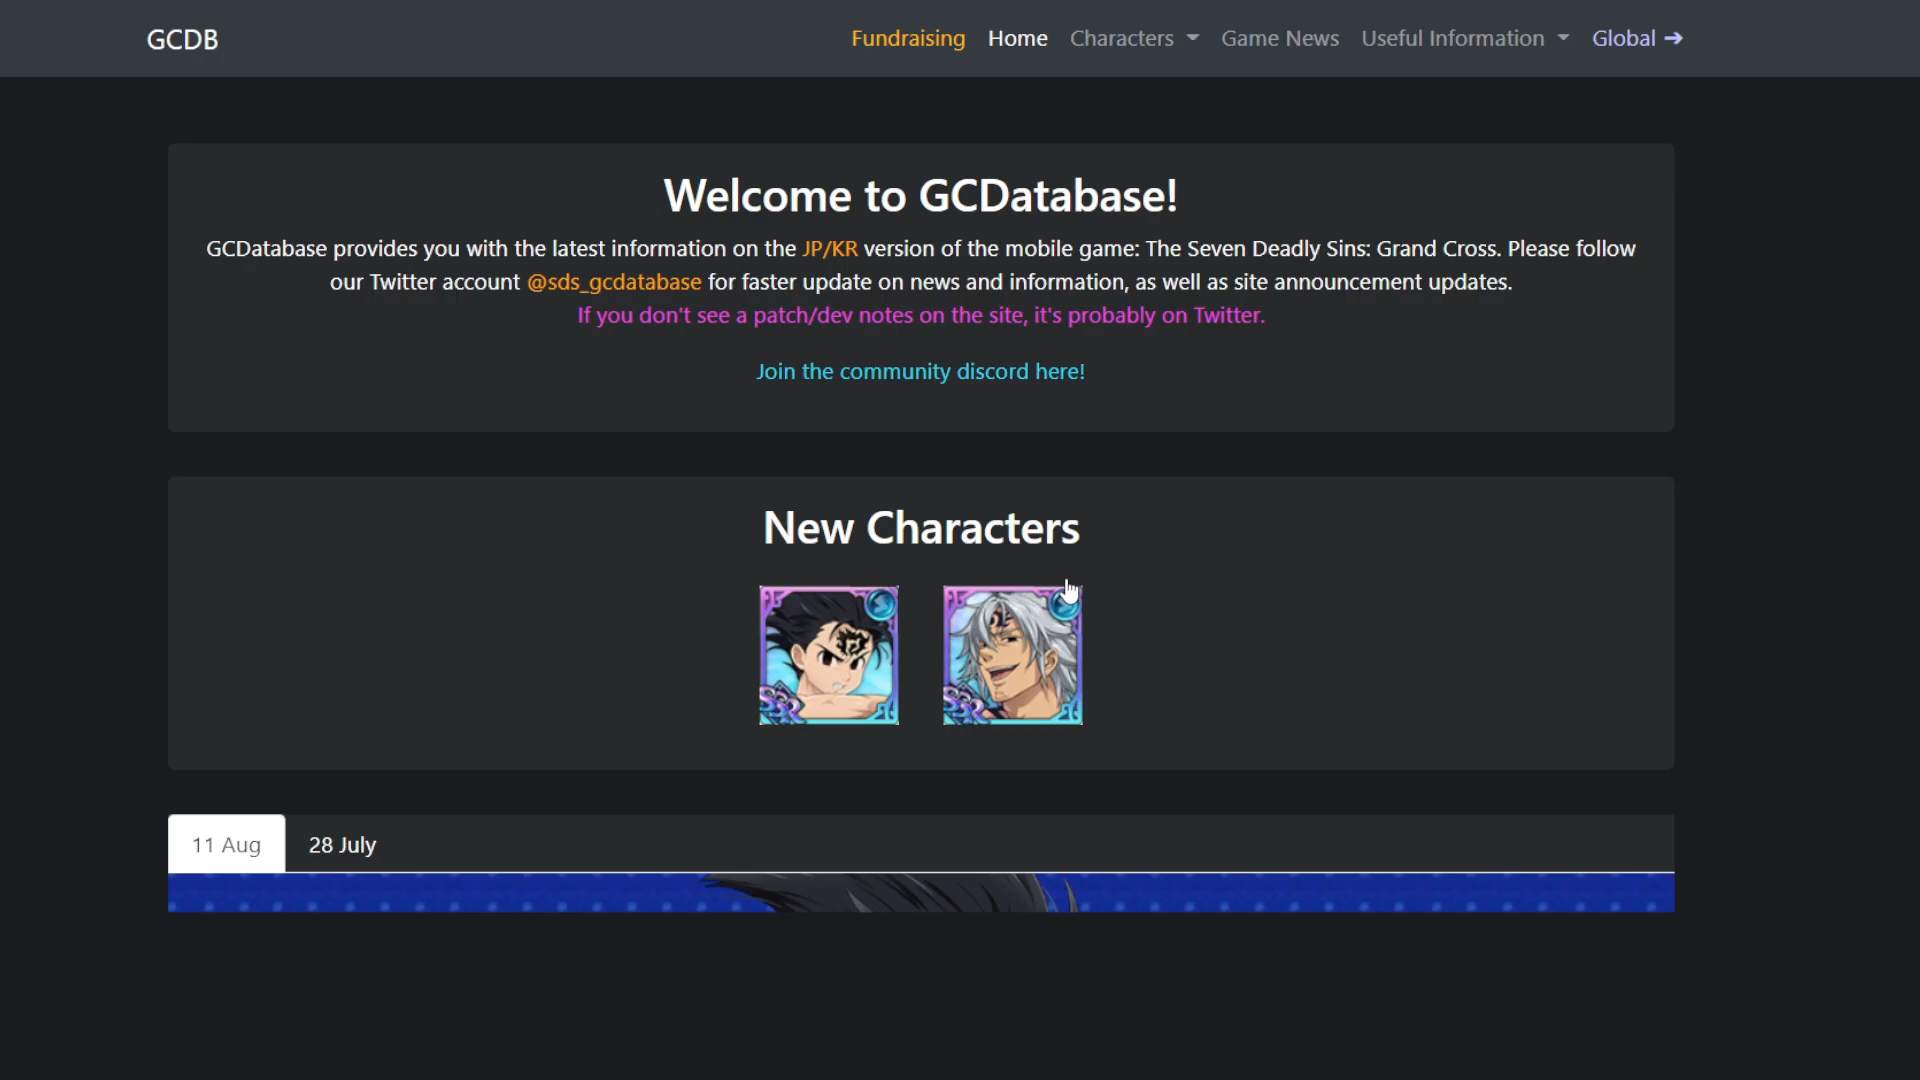 GCDB
Fundraising Home Characters Game News Useful Information Global ➔
Welcome to GCDatabase!
GCDatabase provides you with the latest information on the JP/KR version of the mobile game: The Seven Deadly Sins: Grand Cross. Please follow
our Twitter account @sds_gcdatabase for faster update on news and information, as well as site announcement updates.
If you don't see a patch/dev notes on the site, it's probably on Twitter.
Join the community discord here!
New Characters
SSR SSR
11 Aug 28 July